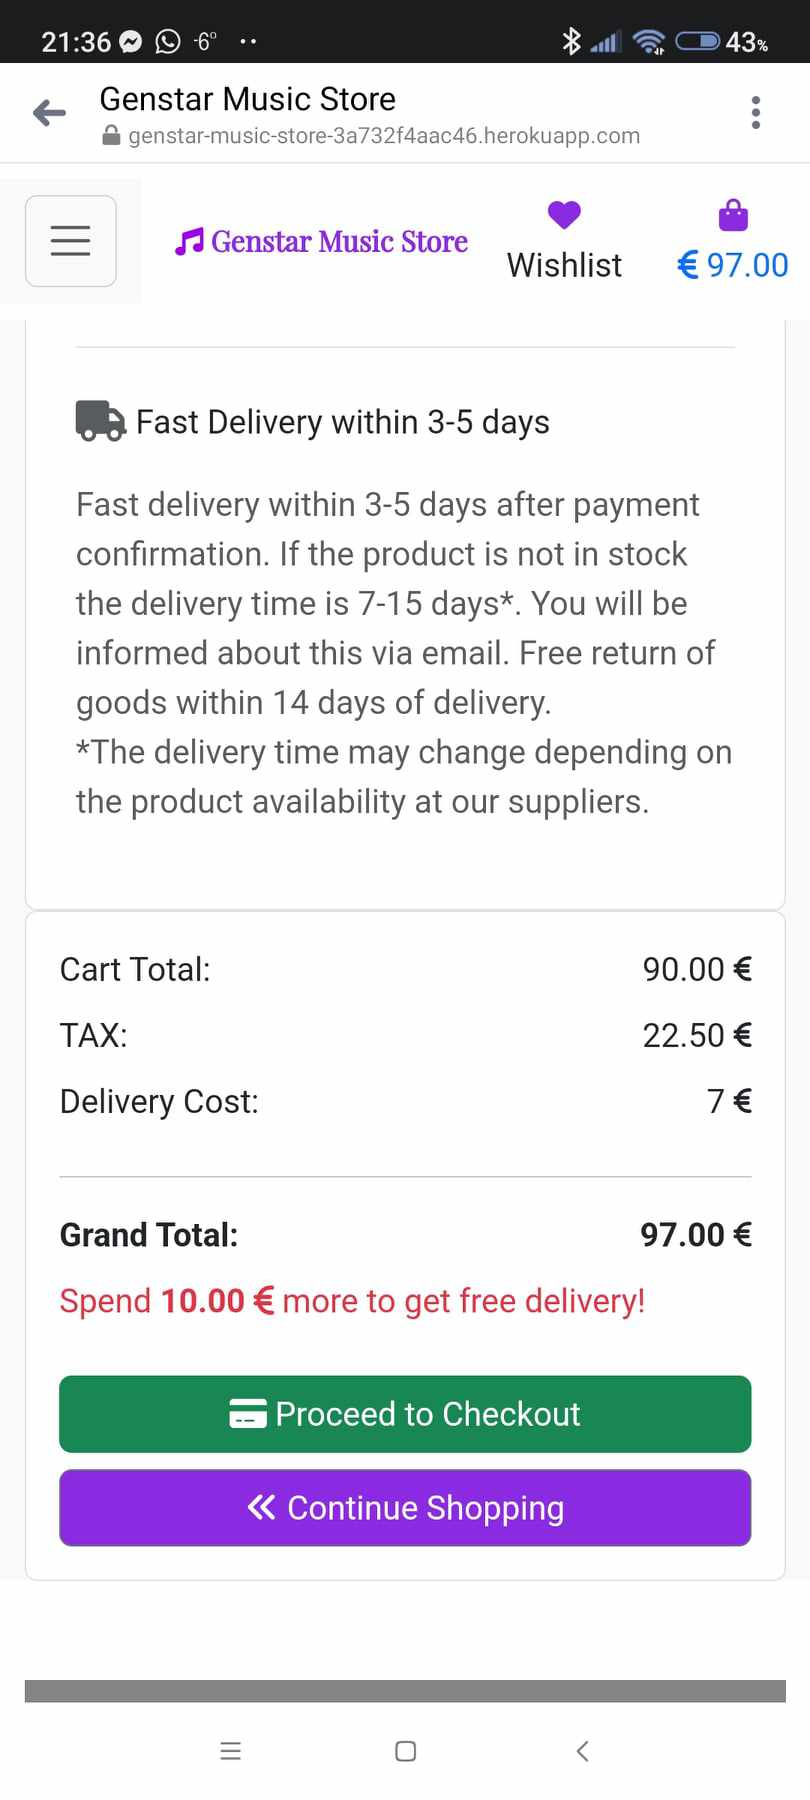 21:36 -6° ·· 43%
Genstar Music Store
genstar-music-store-3a732f4aac46.herokuapp.com
Genstar Music Store
Wishlist
€ 97.00
Fast Delivery within 3-5 days
Fast delivery within 3-5 days after payment
confirmation. If the product is not in stock
the delivery time is 7-15 days*. You will be
informed about this via email. Free return of
goods within 14 days of delivery.
*The delivery time may change depending on
the product availability at our suppliers.
Cart Total: 90.00 €
TAX: 22.50 €
Delivery Cost: 7 €
Grand Total: 97.00 €
Spend 10.00 € more to get free delivery!
Proceed to Checkout
Continue Shopping